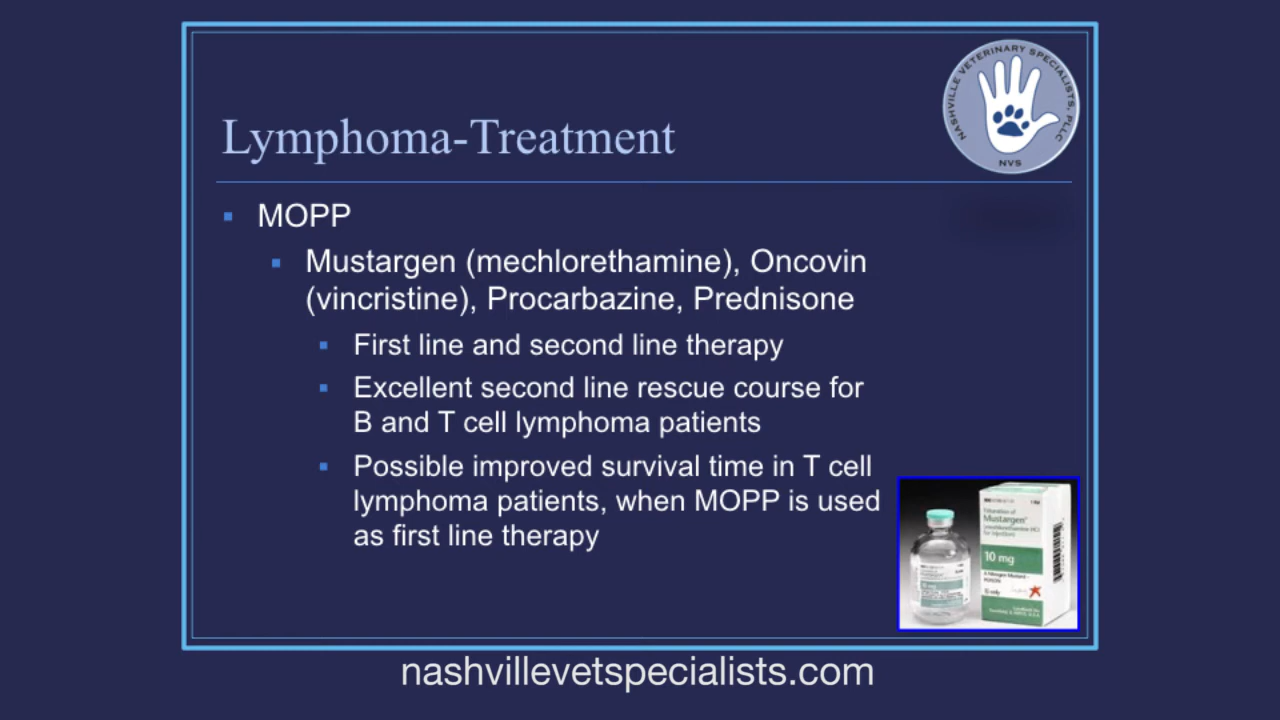 NASHVILLE VETERINARY SPECIALISTS, PLLC
NVS
Lymphoma-Treatment
MOPP
Mustargen (mechlorethamine), Oncovin
(vincristine), Procarbazine, Prednisone
First line and second line therapy
Excellent second line rescue course for
B and T cell lymphoma patients
Possible improved survival time in T cell
lymphoma patients, when MOPP is used
as first line therapy
Mustargen
10 mg
nashvillevetspecialists.com